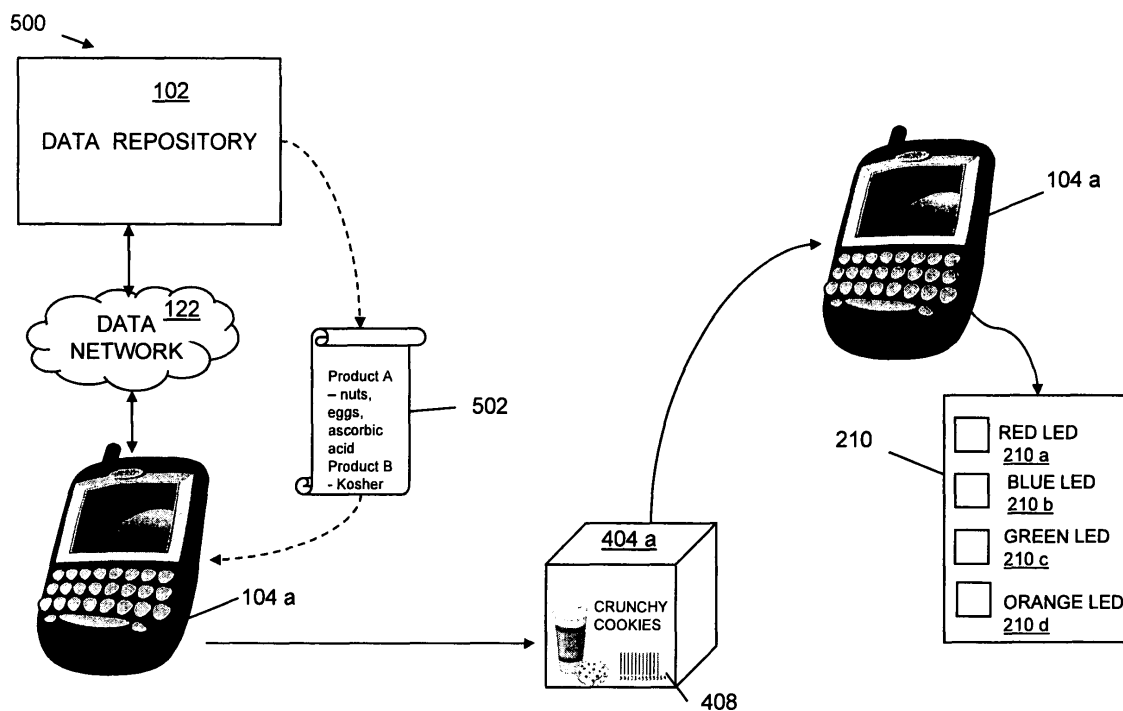 500
102
DATA REPOSITORY
104 a
122
DATA
NETWORK
Product A
– nuts,
eggs,
ascorbic
acid
Product B
- Kosher
502
210
RED LED
210 a
BLUE LED
210 b
GREEN LED
210 c
ORANGE LED
210 d
404 a
CRUNCHY
COOKIES
104 a
408